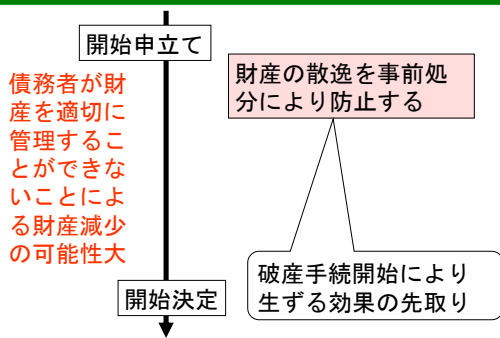 開始申立て
債務者が財
産を適切に
管理するこ
とができな
いことによ
る財産減少
の可能性大
財産の散逸を事前処
分により防止する
破産手続開始により
生ずる効果の先取り
開始決定